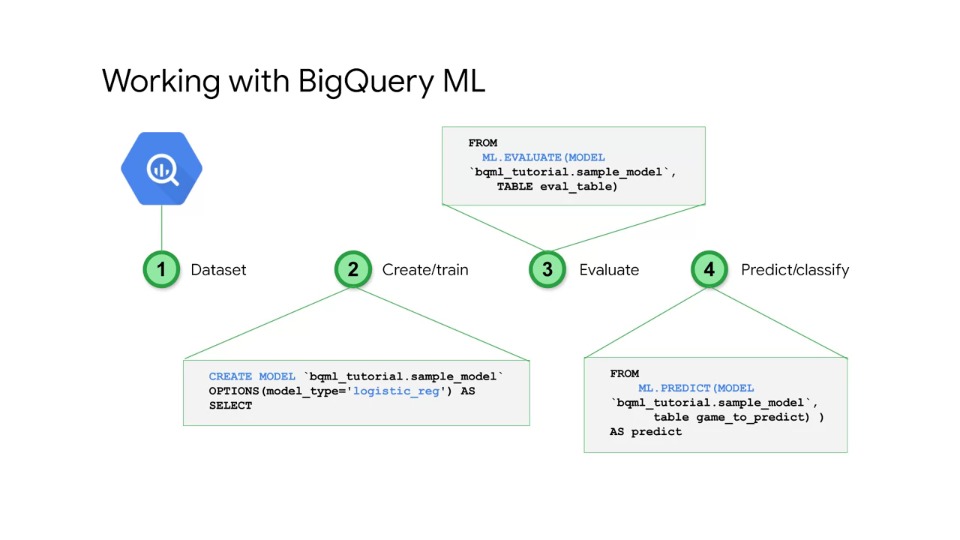 Working with BigQuery ML
FROM
ML.EVALUATE(MODEL
`bqml_tutorial.sample_model`,
TABLE eval_table)
1 Dataset
2 Create/train
3 Evaluate
4 Predict/classify
CREATE MODEL `bqml_tutorial.sample_model`
OPTIONS(model_type='logistic_reg') AS
SELECT
FROM
ML.PREDICT(MODEL
`bqml_tutorial.sample_model`,
table game_to_predict) )
AS predict